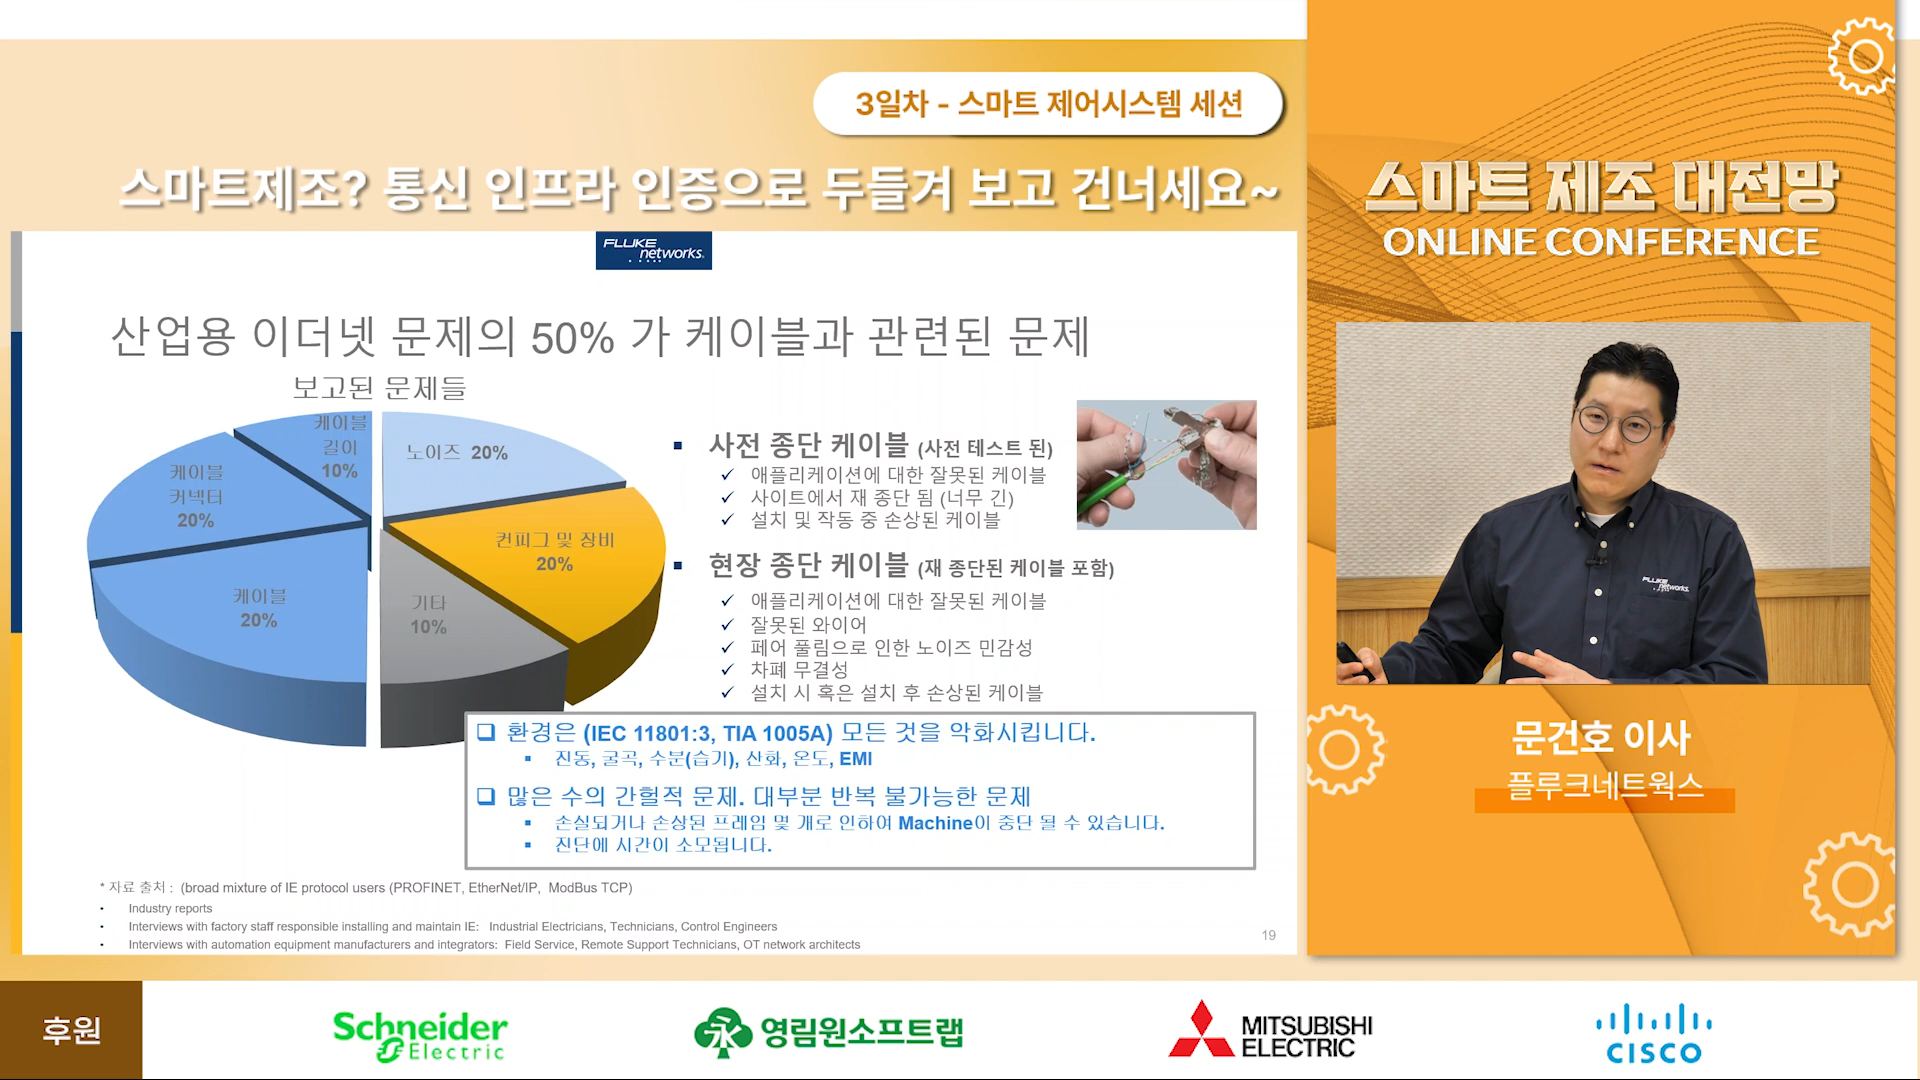 3일차 - 스마트 제어시스템 세션
스마트제조? 통신 인프라 인증으로 두들겨 보고 건너세요~
FLUKE
networks.
산업용 이더넷 문제의 50% 가 케이블과 관련된 문제
보고된 문제들
케이블
길이
10%
노이즈 20%
케이블
커넥터
20%
컨피그 및 장비
20%
케이블
20%
기타
10%
▪ 사전 종단 케이블 (사전 테스트 된)
✓ 애플리케이션에 대한 잘못된 케이블
✓ 사이트에서 재 종단 됨 (너무 긴)
✓ 설치 및 작동 중 손상된 케이블
▪ 현장 종단 케이블 (재 종단된 케이블 포함)
✓ 애플리케이션에 대한 잘못된 케이블
✓ 잘못된 와이어
✓ 페어 풀림으로 인한 노이즈 민감성
✓ 차폐 무결성
✓ 설치 시 혹은 설치 후 손상된 케이블
❑ 환경은 (IEC 11801:3, TIA 1005A) 모든 것을 악화시킵니다.
▪ 진동, 굴곡, 수분(습기), 산화, 온도, EMI
❑ 많은 수의 간헐적 문제. 대부분 반복 불가능한 문제
▪ 손실되거나 손상된 프레임 몇 개로 인하여 Machine이 중단 될 수 있습니다.
▪ 진단에 시간이 소모됩니다.
* 자료 출처 : (broad mixture of IE protocol users (PROFINET, EtherNet/IP, ModBus TCP)
• Industry reports
• Interviews with factory staff responsible installing and maintain IE: Industrial Electricians, Technicians, Control Engineers
• Interviews with automation equipment manufacturers and integrators: Field Service, Remote Support Technicians, OT network architects
19
스마트 제조 대전망
ONLINE CONFERENCE
FLUKE
networks.
문건호 이사
플루크네트웍스
후원
Schneider
Electric
永 영림원소프트랩
MITSUBISHI
ELECTRIC
CISCO